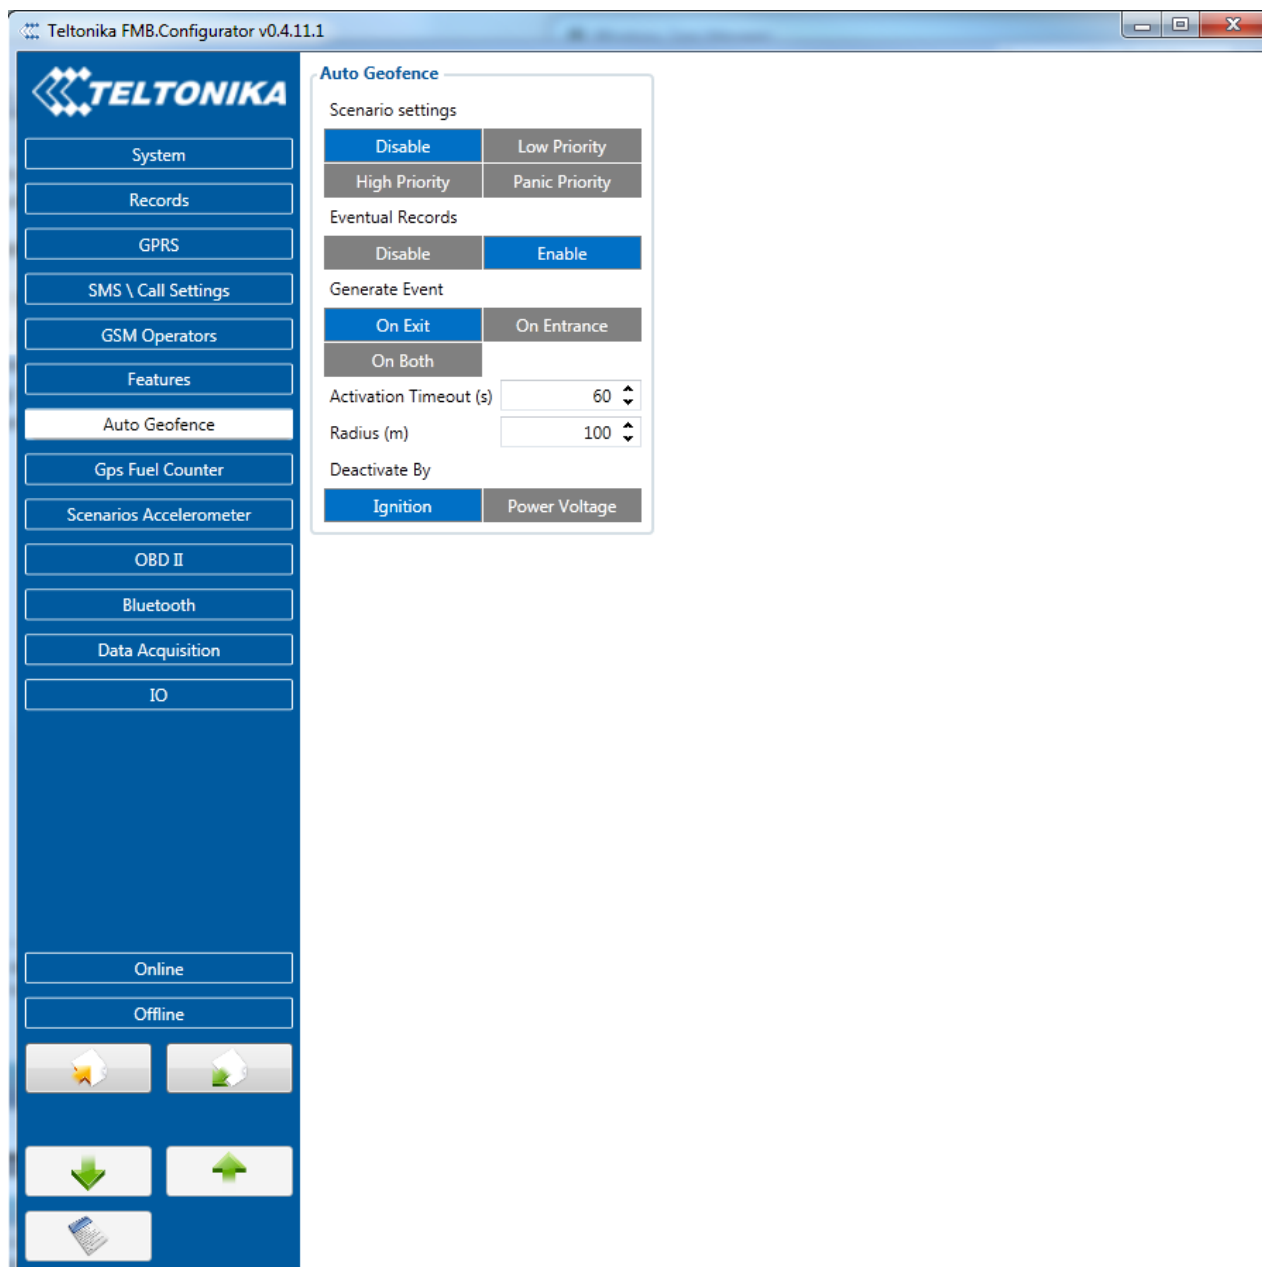 Teltonika FMB.Configurator v0.4.11.1
TELTONIKA
System
Records
GPRS
SMS \ Call Settings
GSM Operators
Features
Auto Geofence
Gps Fuel Counter
Scenarios Accelerometer
OBD II
Bluetooth
Data Acquisition
IO
Online
Offline
Auto Geofence
Scenario settings
Disable Low Priority
High Priority Panic Priority
Eventual Records
Disable Enable
Generate Event
On Exit On Entrance
On Both
Activation Timeout (s) 60
Radius (m) 100
Deactivate By
Ignition Power Voltage